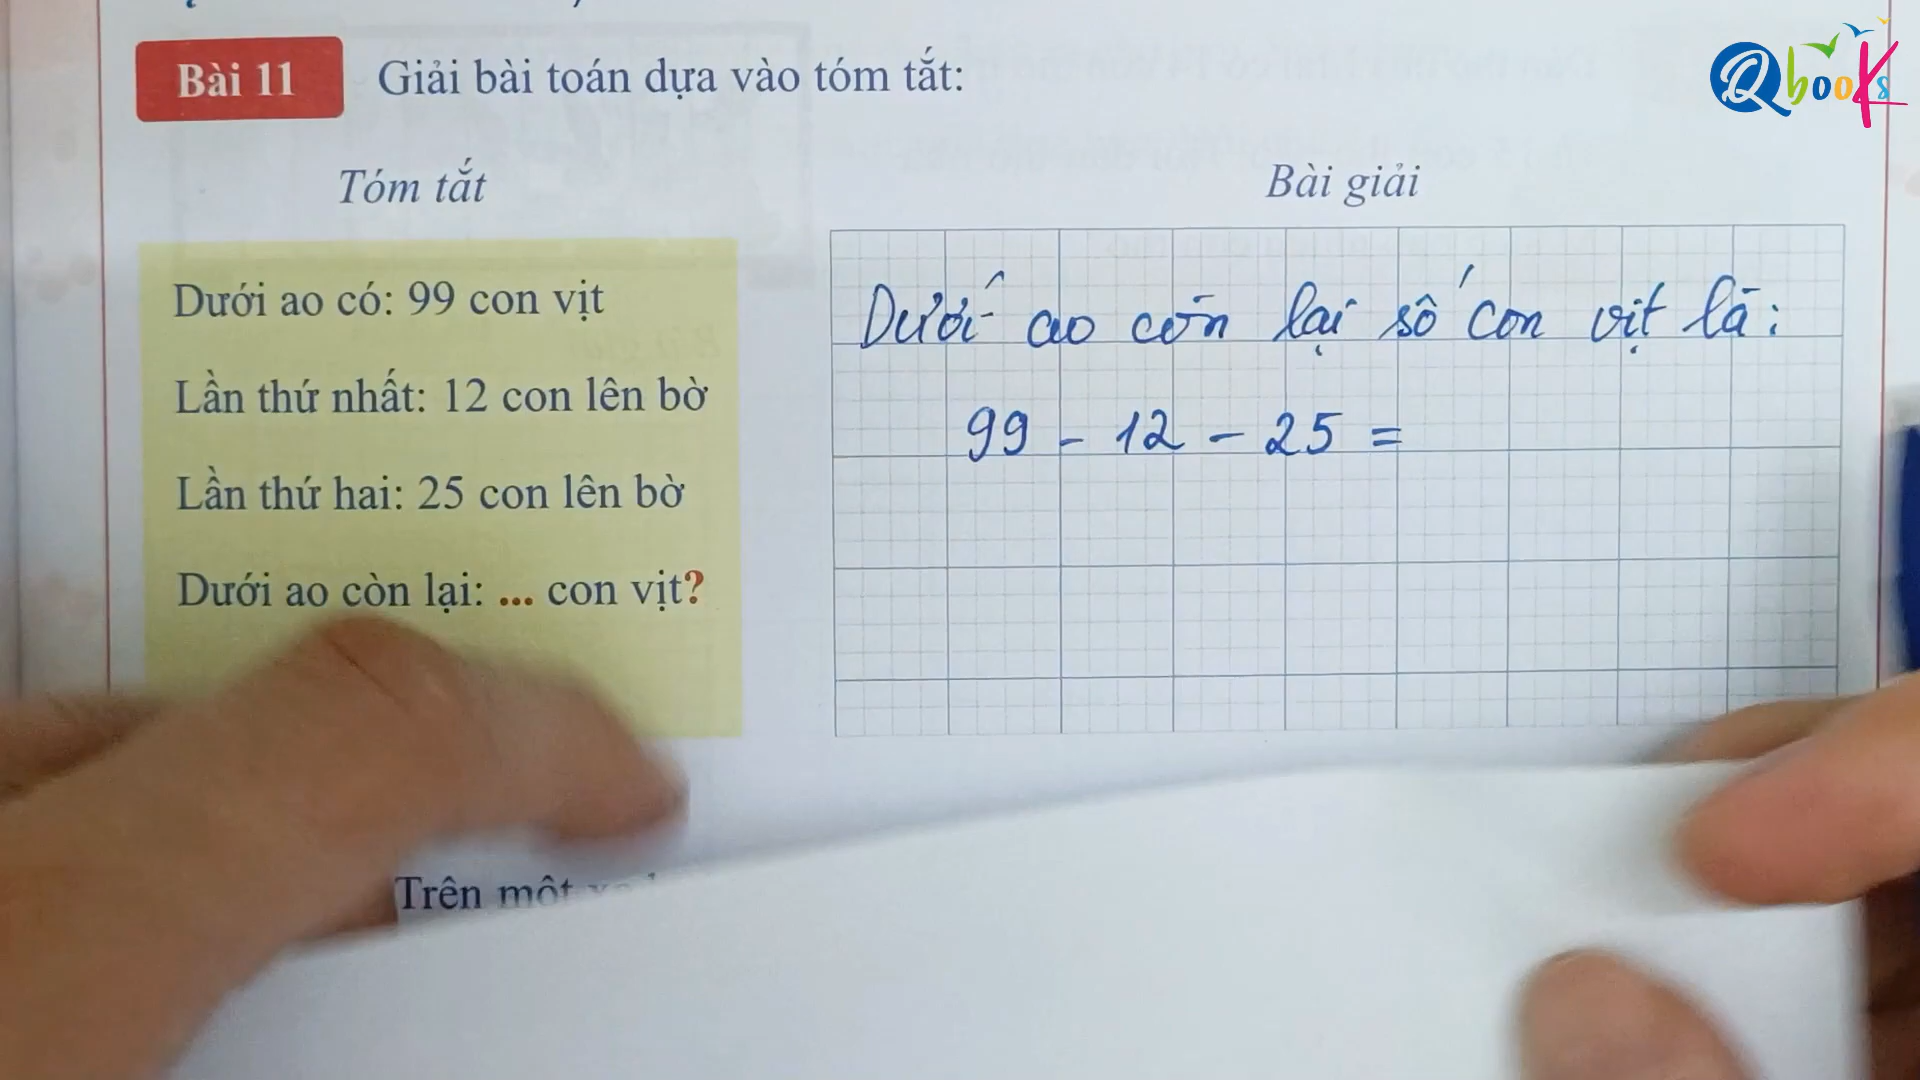 Bài 11 Giải bài toán dựa vào tóm tắt:
Qbooks
Tóm tắt
Dưới ao có: 99 con vịt
Lần thứ nhất: 12 con lên bờ
Lần thứ hai: 25 con lên bờ
Dưới ao còn lại: ... con vịt?
Bài giải
Dưới ao còn lại số con vịt là:
99 - 12 - 25 =
Trên một